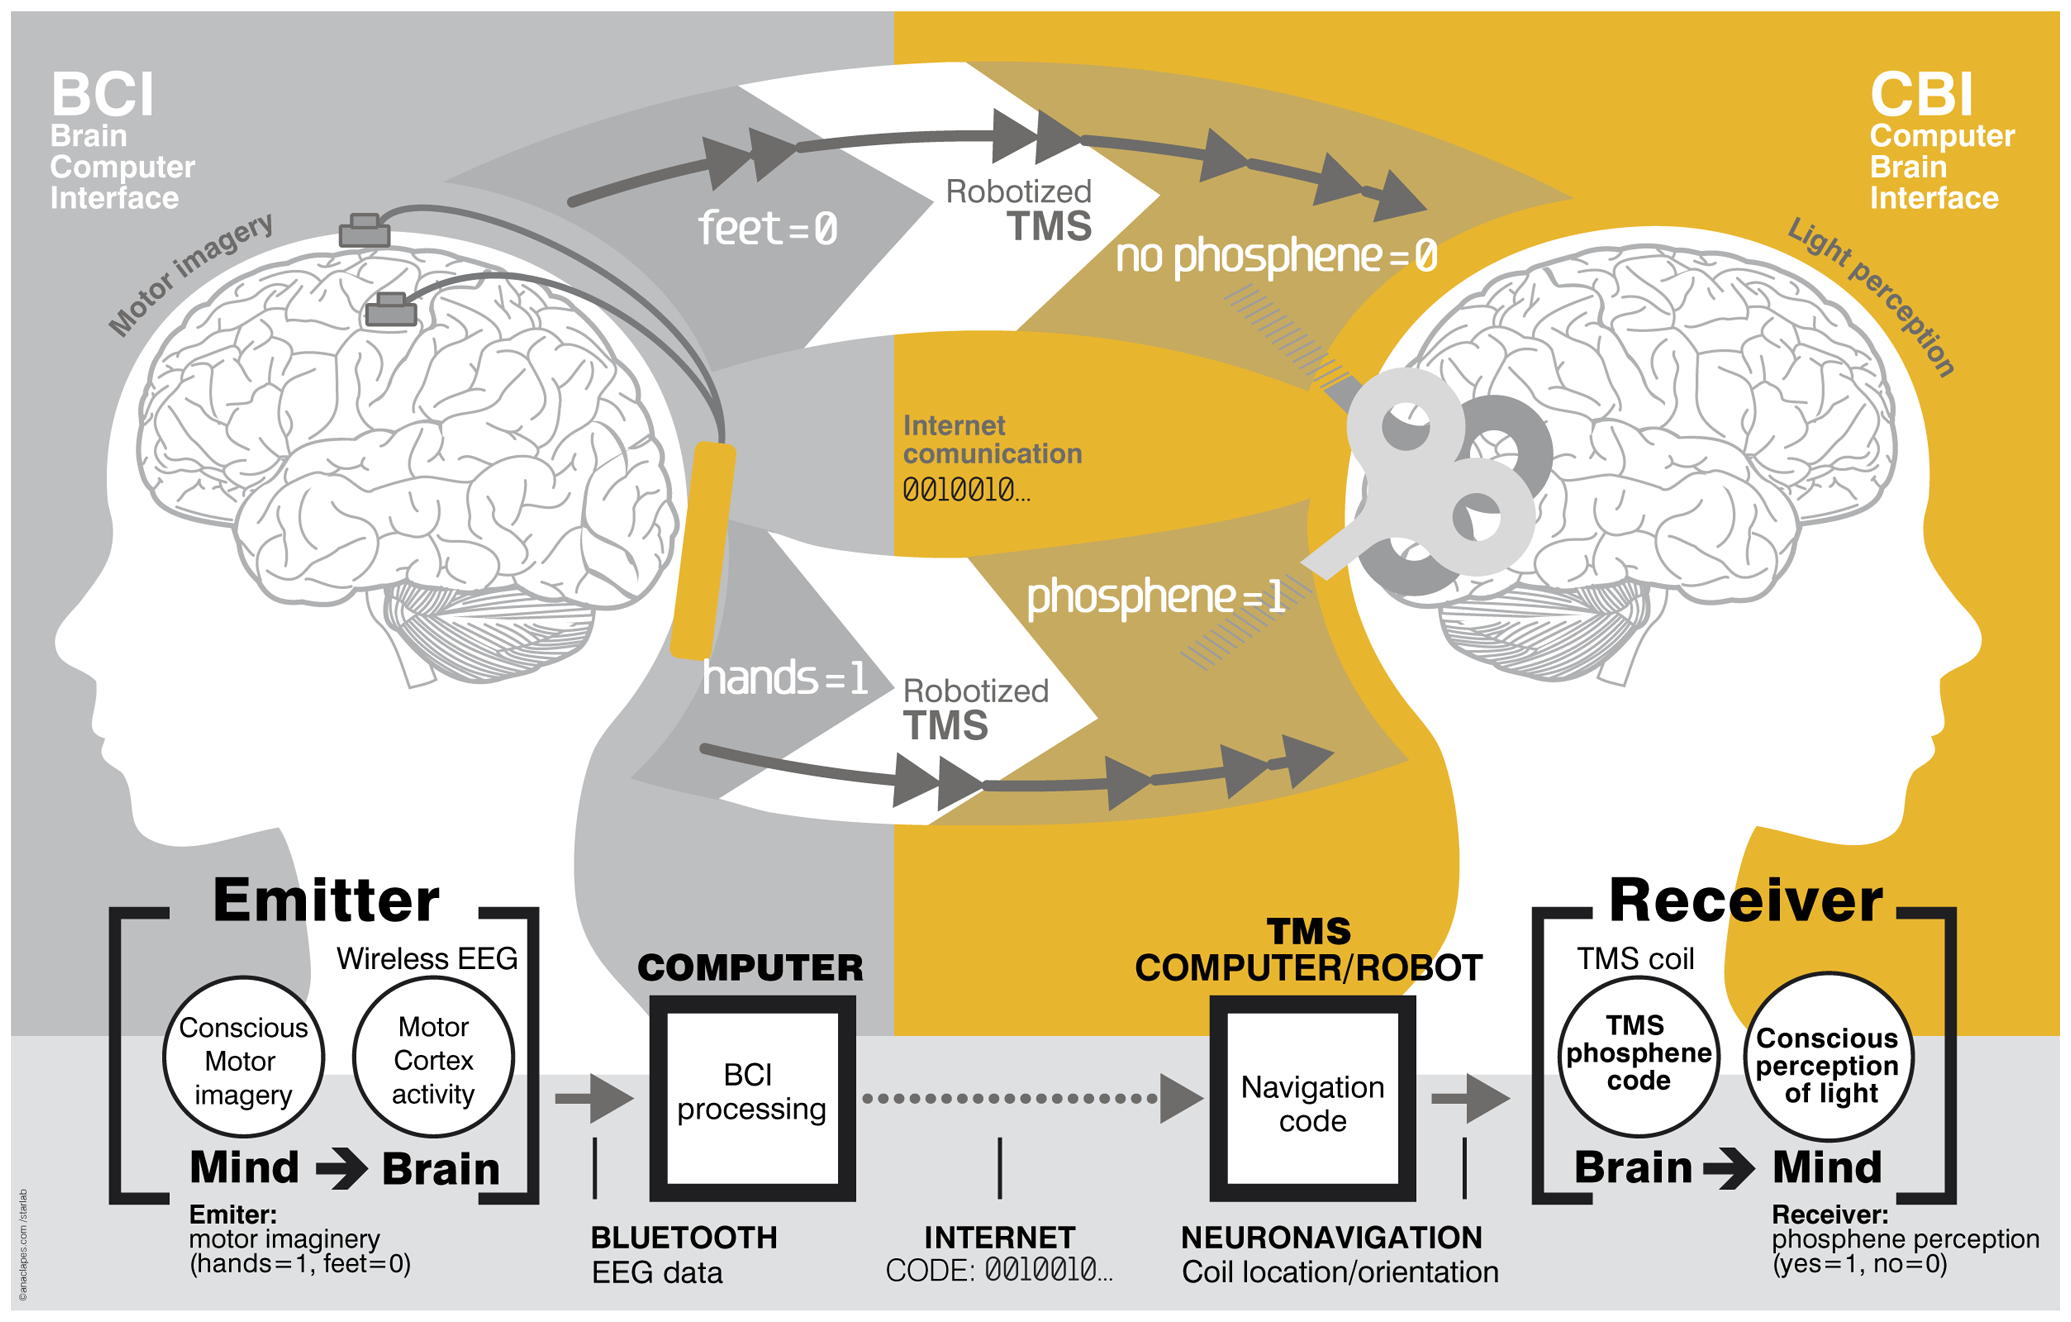 BCI
Brain
Computer
Interface
Motor imagery
feet=0
Robotized
TMS
no phosphene=0
CBI
Computer
Brain
Interface
Light perception
Internet
comunication
0010010...
hands=1
Robotized
TMS
phosphene=1
Emitter
Wireless EEG
Conscious
Motor
imagery
Motor
Cortex
activity
Mind
Brain
Emiter:
motor imaginery
(hands=1, feet=0)
COMPUTER
BCI
processing
BLUETOOTH
EEG data
INTERNET
CODE: 0010010...
TMS
COMPUTER/ROBOT
Navigation
code
NEURONAVIGATION
Coil location/orientation
Receiver
TMS coil
TMS
phosphene
code
Conscious
perception
of light
Brain
Mind
Receiver:
phosphene perception
(yes=1, no=0)
©anaclapes.com /starlab